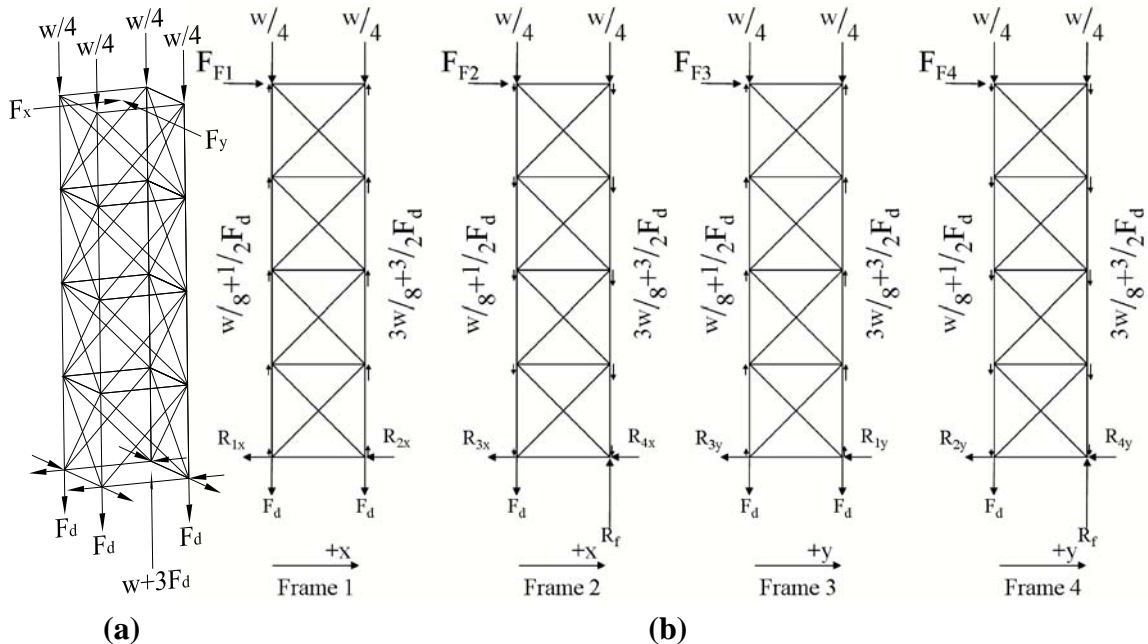 w/4
w/4
w/4
w/4
Fx
Fy
Fd
Fd
Fd
w+3Fd
(a)
w/4
w/4
FF1
w/8+1/2Fd
3w/8+3/2Fd
R1x
R2x
Fd
Fd
+x
Frame 1
w/4
w/4
FF2
w/8+1/2Fd
3w/8+3/2Fd
R3x
R4x
Fd
Rf
+x
Frame 2
w/4
w/4
FF3
w/8+1/2Fd
3w/8+3/2Fd
R3y
R1y
Fd
Fd
+y
Frame 3
w/4
w/4
FF4
w/8+1/2Fd
3w/8+3/2Fd
R2y
R4y
Fd
Rf
+y
Frame 4
(b)